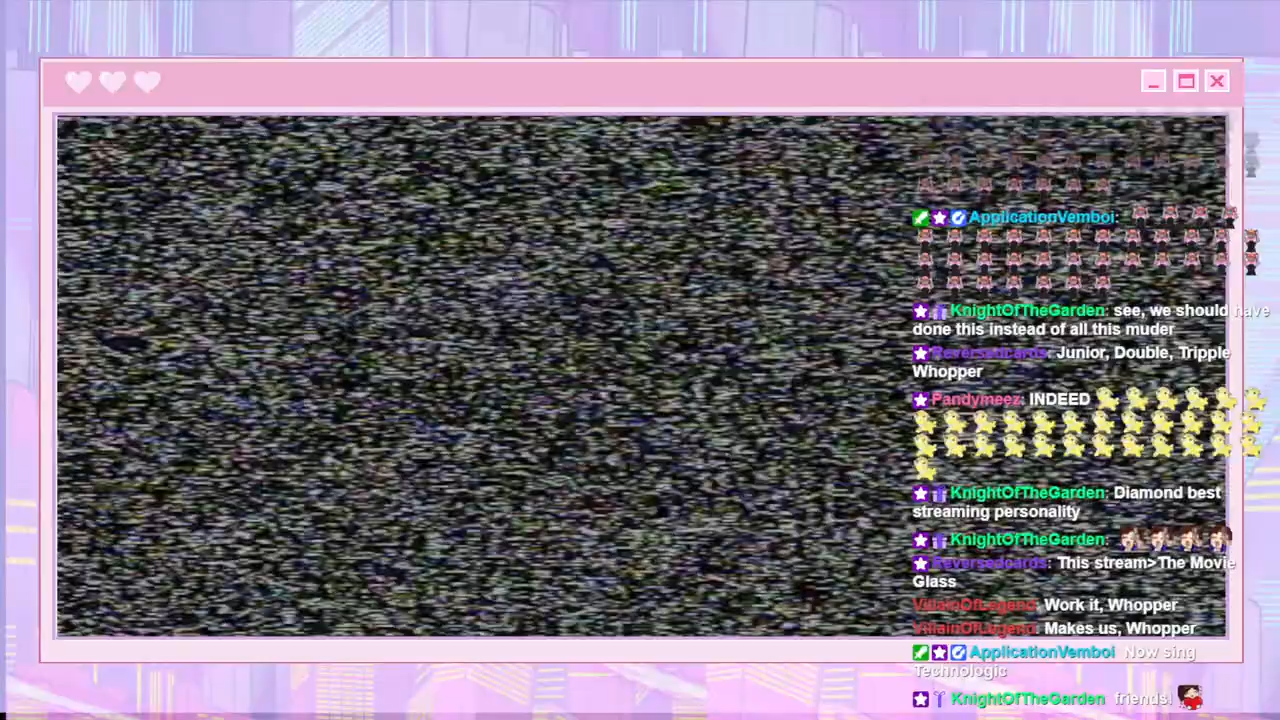 ApplicationVemboi:
KnightOfTheGarden: see, we should have
done this instead of all this muder
Reversedcards: Junior, Double, Tripple
Whopper
Pandymeez: INDEED
KnightOfTheGarden: Diamond best
streaming personality
KnightOfTheGarden:
Reversedcards: This stream>The Movie
Glass
VillainOfLegend: Work it, Whopper
VillainOfLegend: Makes us, Whopper
ApplicationVemboi Now sing
Technologic
KnightOfTheGarden friends!